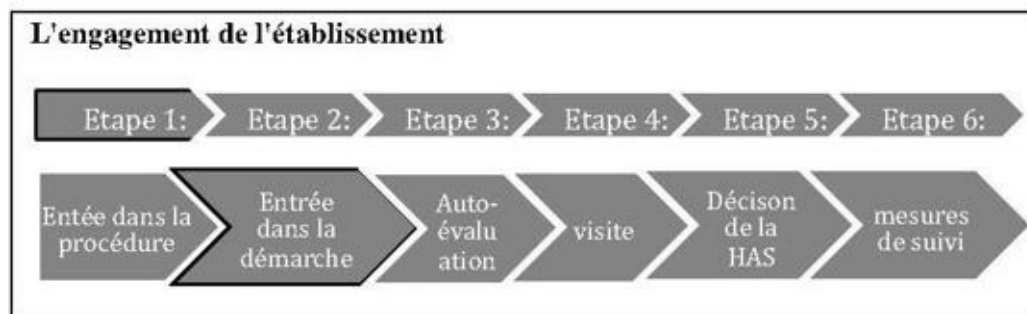 L'engagement de l'établissement
Etape 1: Etape 2: Etape 3: Etape 4: Etape 5: Etape 6:
Entée dans la
procédure
Entrée
dans la
démarche
Auto-
évalu
ation
visite
Décison
de la
HAS
mesures
de suivi